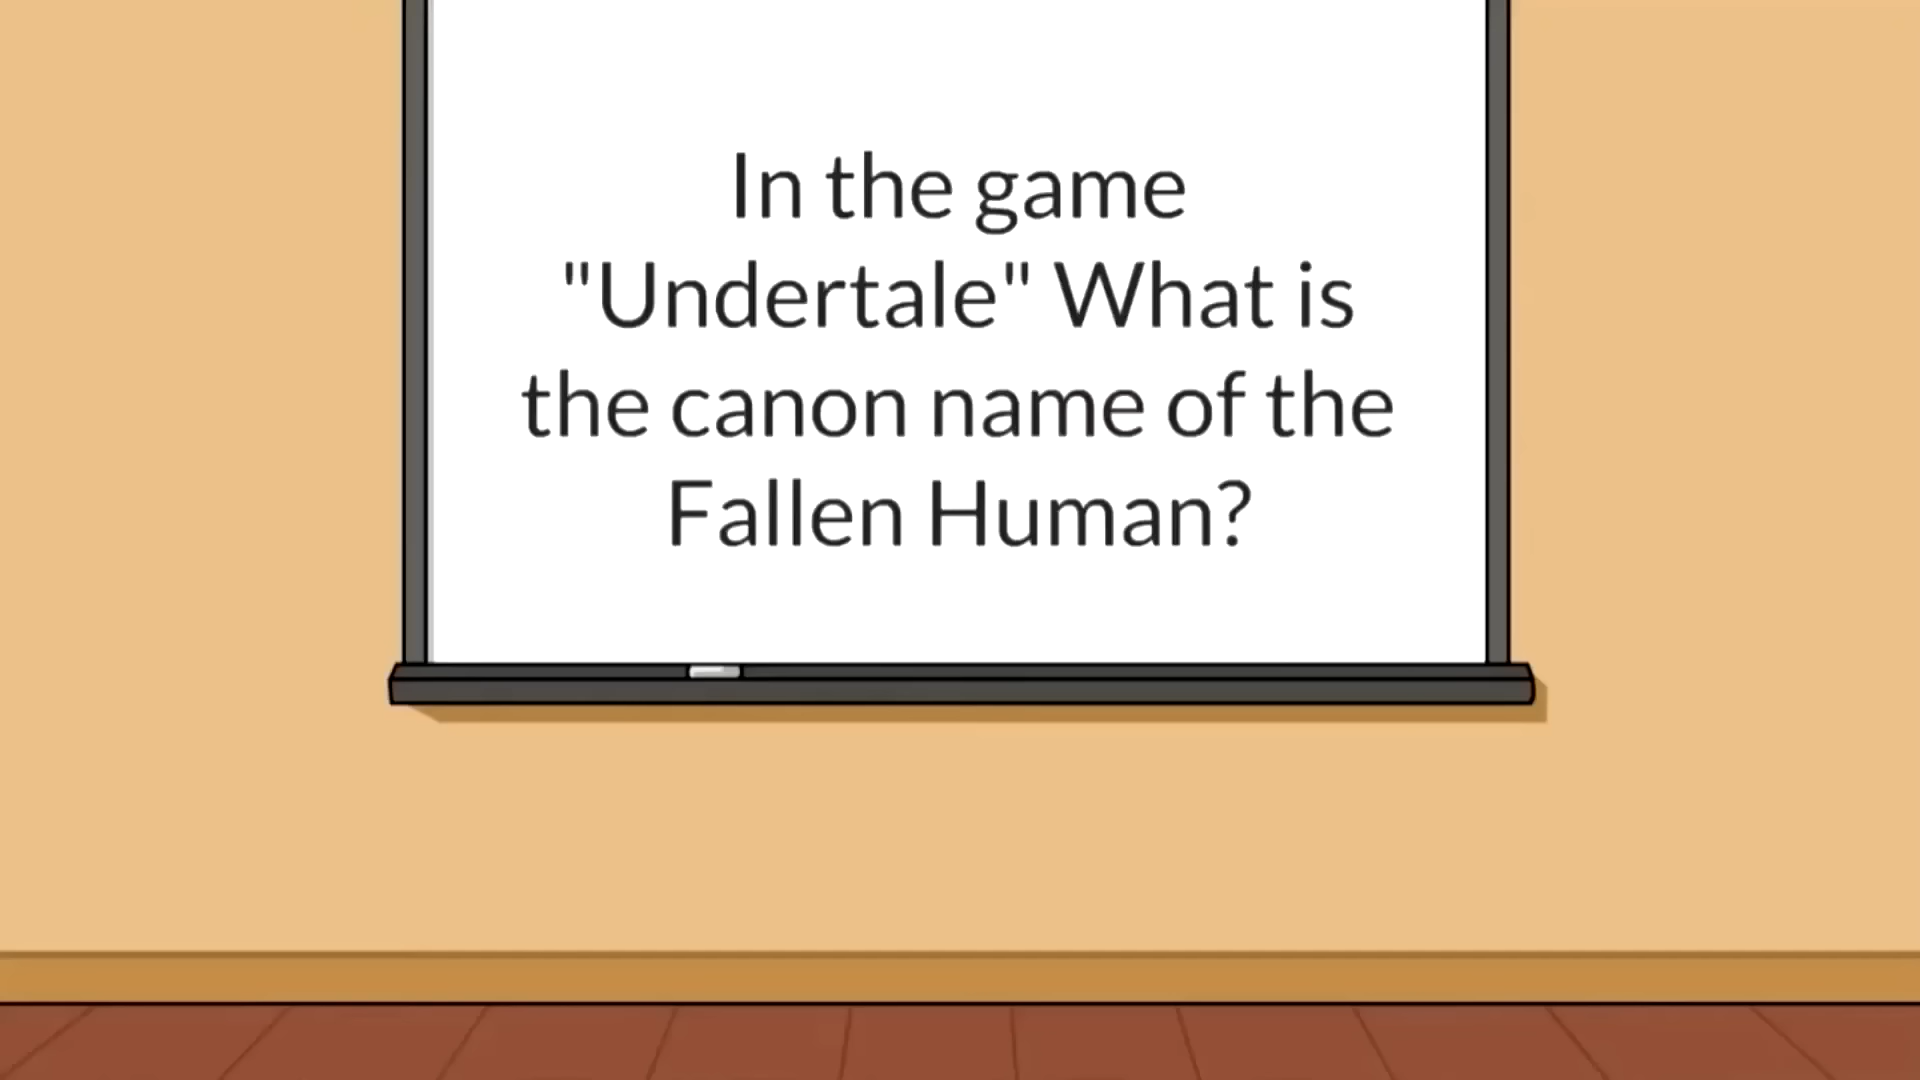 In the game
"Undertale" What is
the canon name of the
Fallen Human?